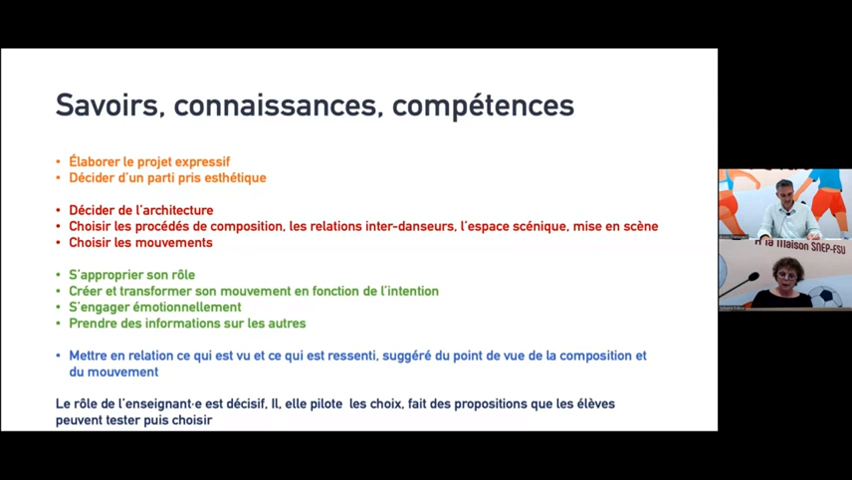 Savoirs, connaissances, compétences
• Élaborer le projet expressif
• Décider d'un parti pris esthétique
• Décider de l'architecture
• Choisir les procédés de composition, les relations inter-danseurs, l'espace scénique, mise en scène
• Choisir les mouvements
• S'approprier son rôle
• Créer et transformer son mouvement en fonction de l'intention
• S'engager émotionnellement
• Prendre des informations sur les autres
• Mettre en relation ce qui est vu et ce qui est ressenti, suggéré du point de vue de la composition et
du mouvement
Le rôle de l'enseignant·e est décisif, Il, elle pilote les choix, fait des propositions que les élèves
peuvent tester puis choisir
à la maison SNEP-FSU